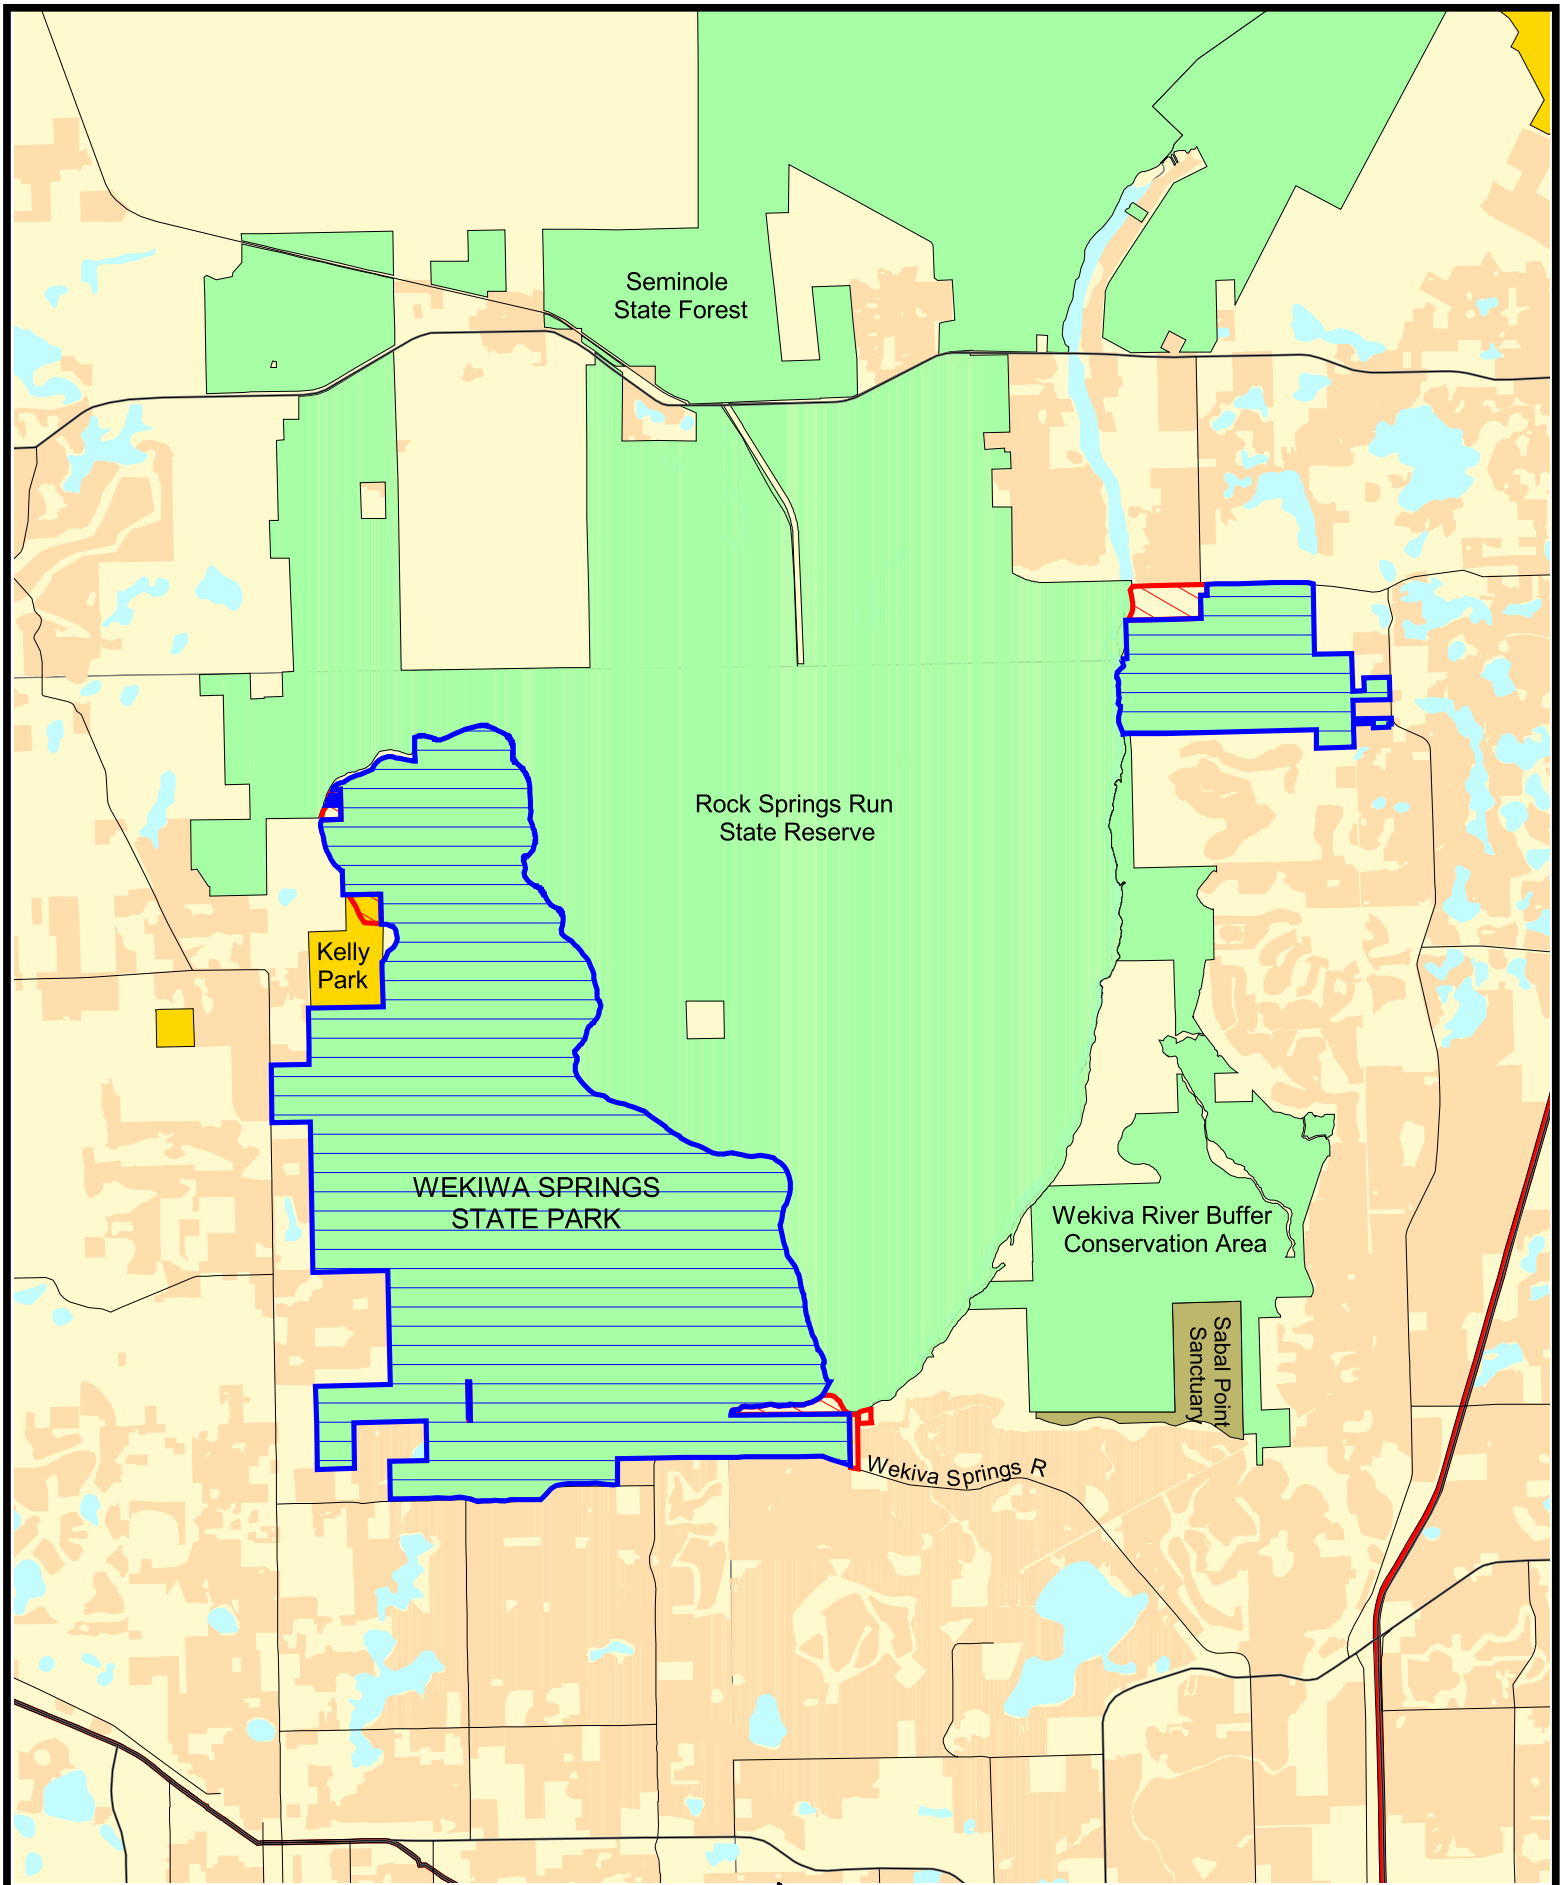 Seminole
State Forest
Rock Springs Run
State Reserve
Kelly
Park
WEKIWA SPRINGS
STATE PARK
Wekiva River Buffer
Conservation Area
Sabal Point
Sanctuary
Wekiva Springs R